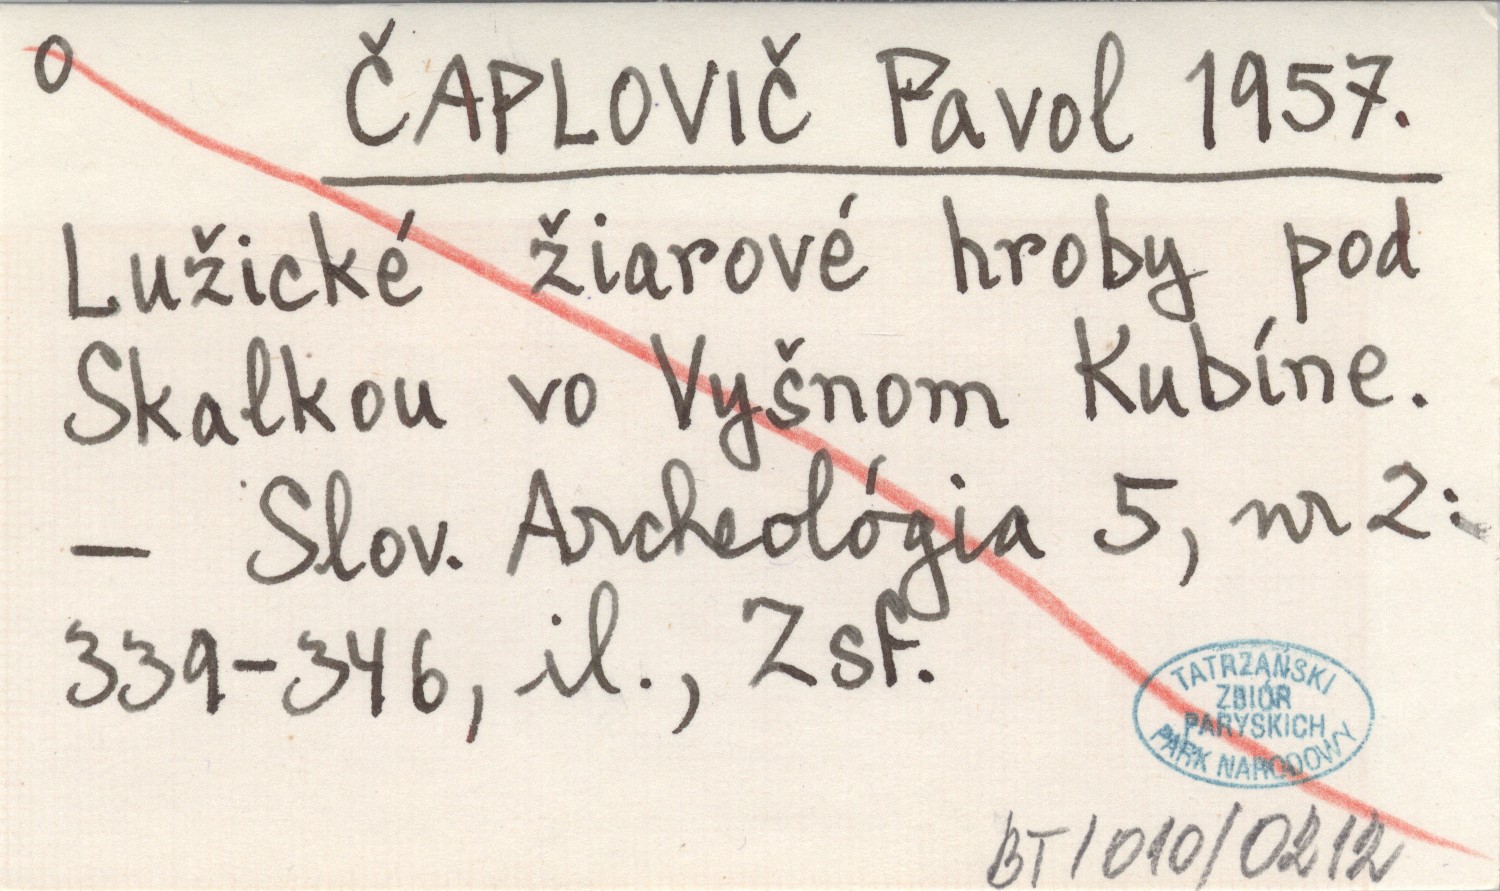 O
ČAPLOVIČ Pavol 1957.
Lužické žiarové hroby pod
Skalkou vo Vyšnom Kubíne.
– Slov. Archeológia 5, nr 2:
339-346, il., Zsf.
TATRZAŃSKI
ZBIÓR
PARYSKICH
PARK NARODOWY
BT/010/0212